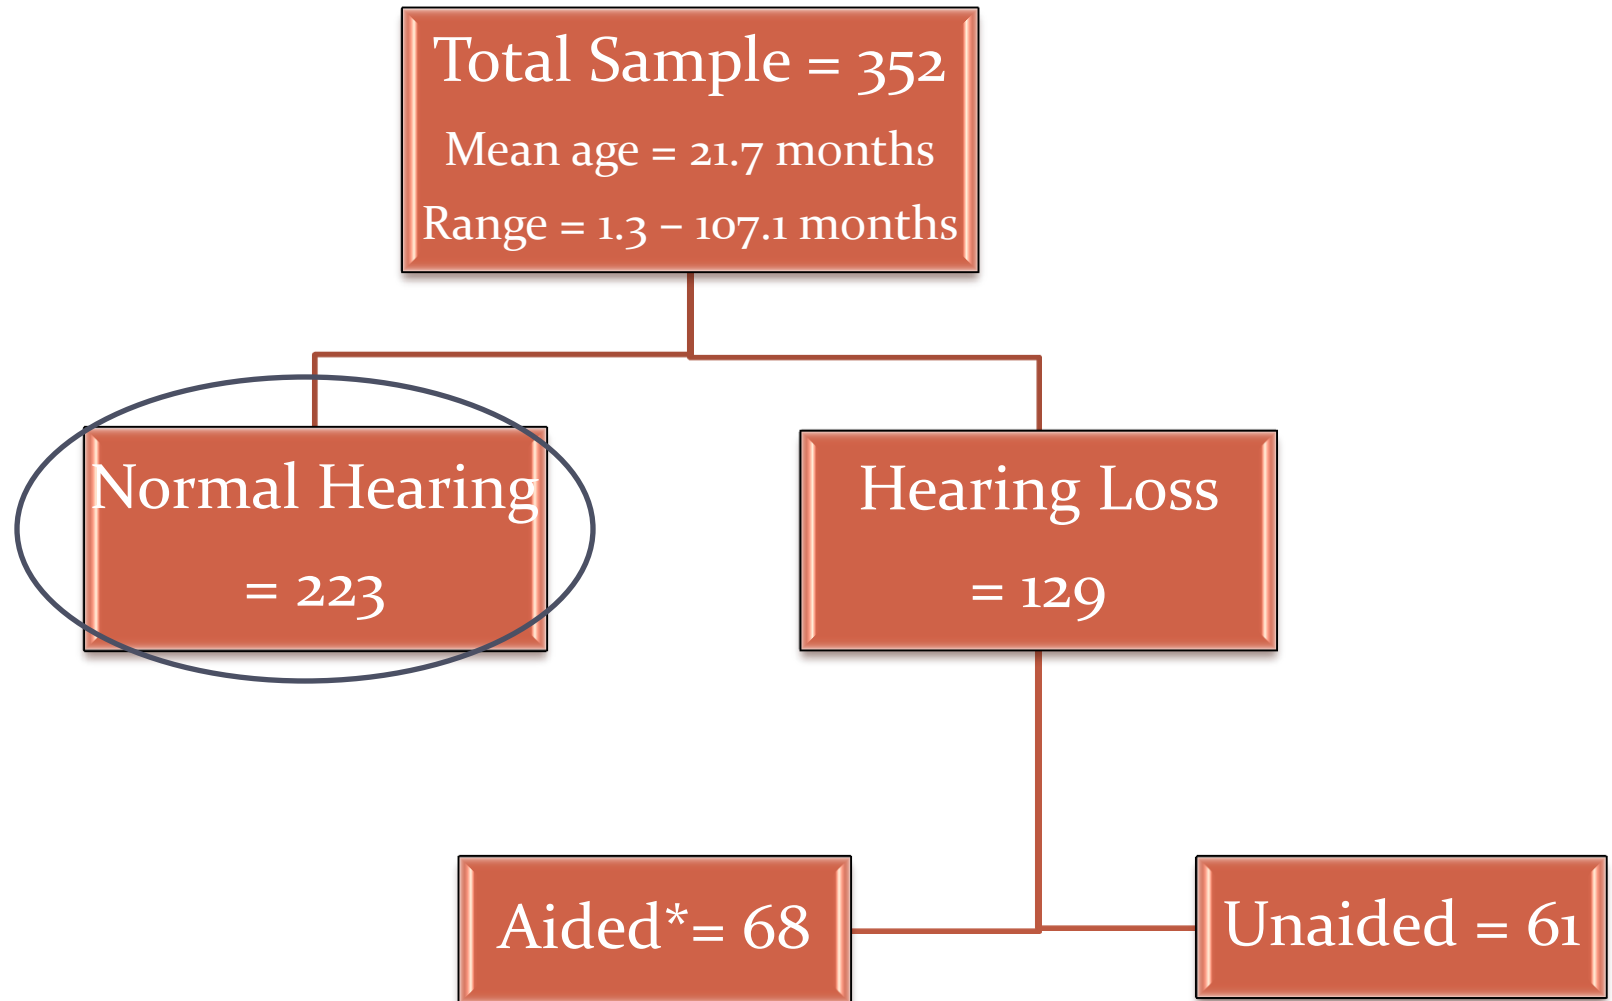 Total Sample = 352
Mean age = 21.7 months
Range = 1.3 – 107.1 months
Normal Hearing
= 223
Hearing Loss
= 129
Aided*= 68
Unaided = 61